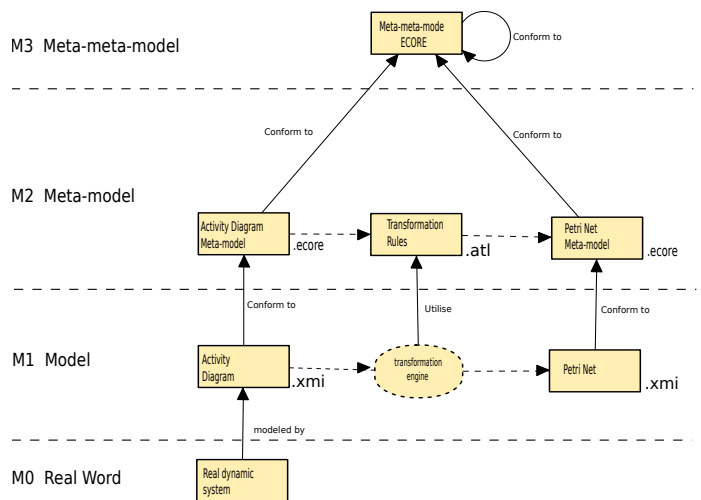 M3 Meta-meta-model
Meta-meta-mode
ECORE
Conform to
Conform to
Conform to
M2 Meta-model
Activity Diagram
Meta-model
.ecore
Transformation
Rules
.atl
Petri Net
Meta-model
.ecore
Conform to
Utilise
Conform to
M1 Model
Activity
Diagram
.xmi
transformation
engine
Petri Net
.xmi
modeled by
M0 Real Word
Real dynamic
system